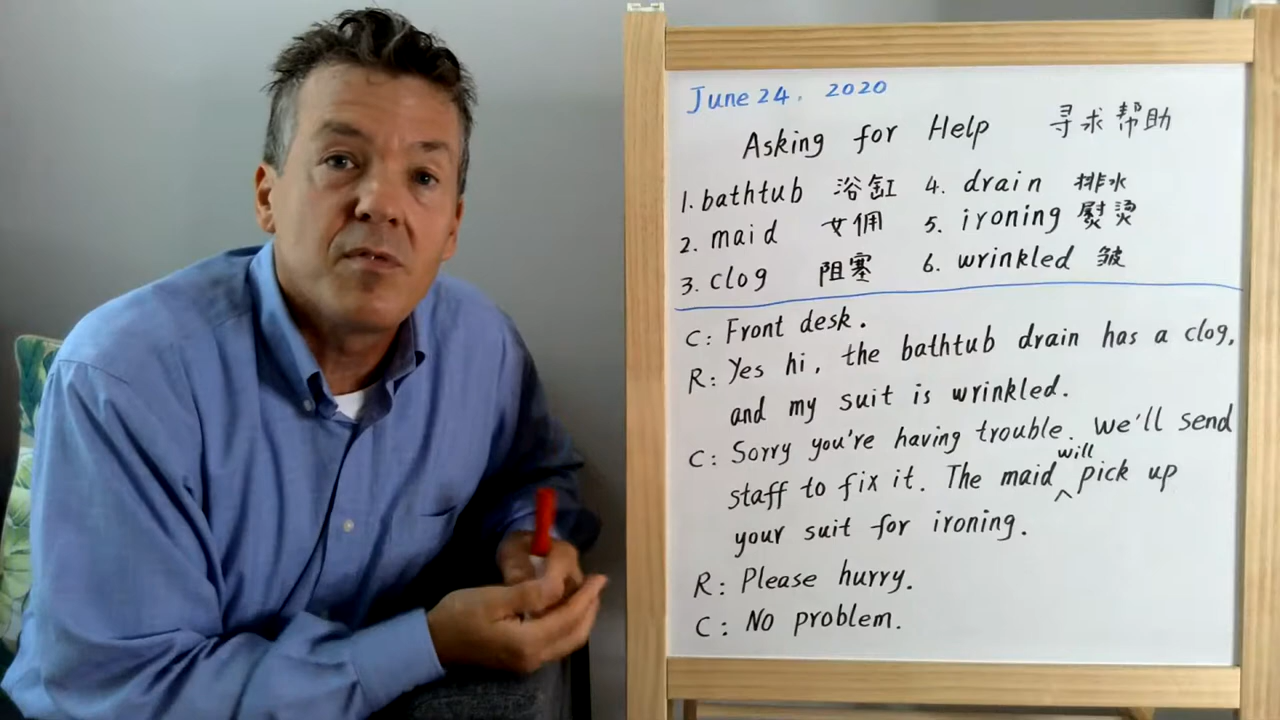 June 24, 2020
Asking for Help 寻求帮助
1. bathtub 浴缸 4. drain 排水
2. maid 女佣 5. ironing 熨烫
3. clog 阻塞 6. wrinkled 皱
C: Front desk.
R: Yes hi, the bathtub drain has a clog,
and my suit is wrinkled.
C: Sorry you're having trouble. We'll send
will
staff to fix it. The maid ^ pick up
your suit for ironing.
R: Please hurry.
C: No problem.